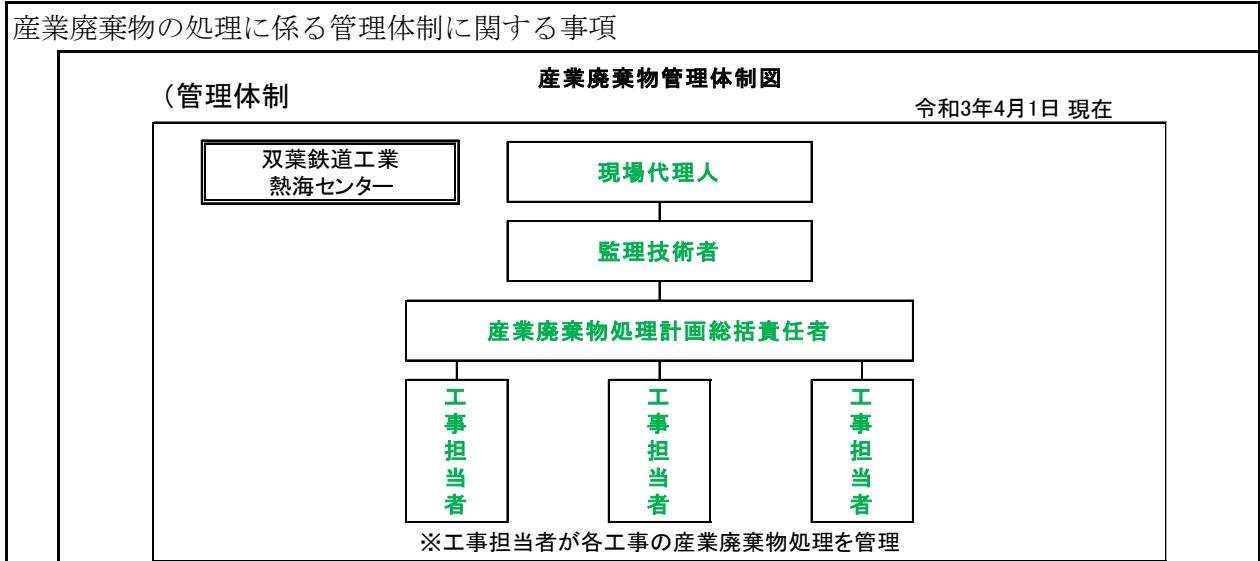 産業廃棄物の処理に係る管理体制に関する事項
産業廃棄物管理体制図
（管理体制
令和3年4月1日 現在
双葉鉄道工業
熱海センター
現場代理人
監理技術者
産業廃棄物処理計画総括責任者
工事担当者
工事担当者
工事担当者
※工事担当者が各工事の産業廃棄物処理を管理